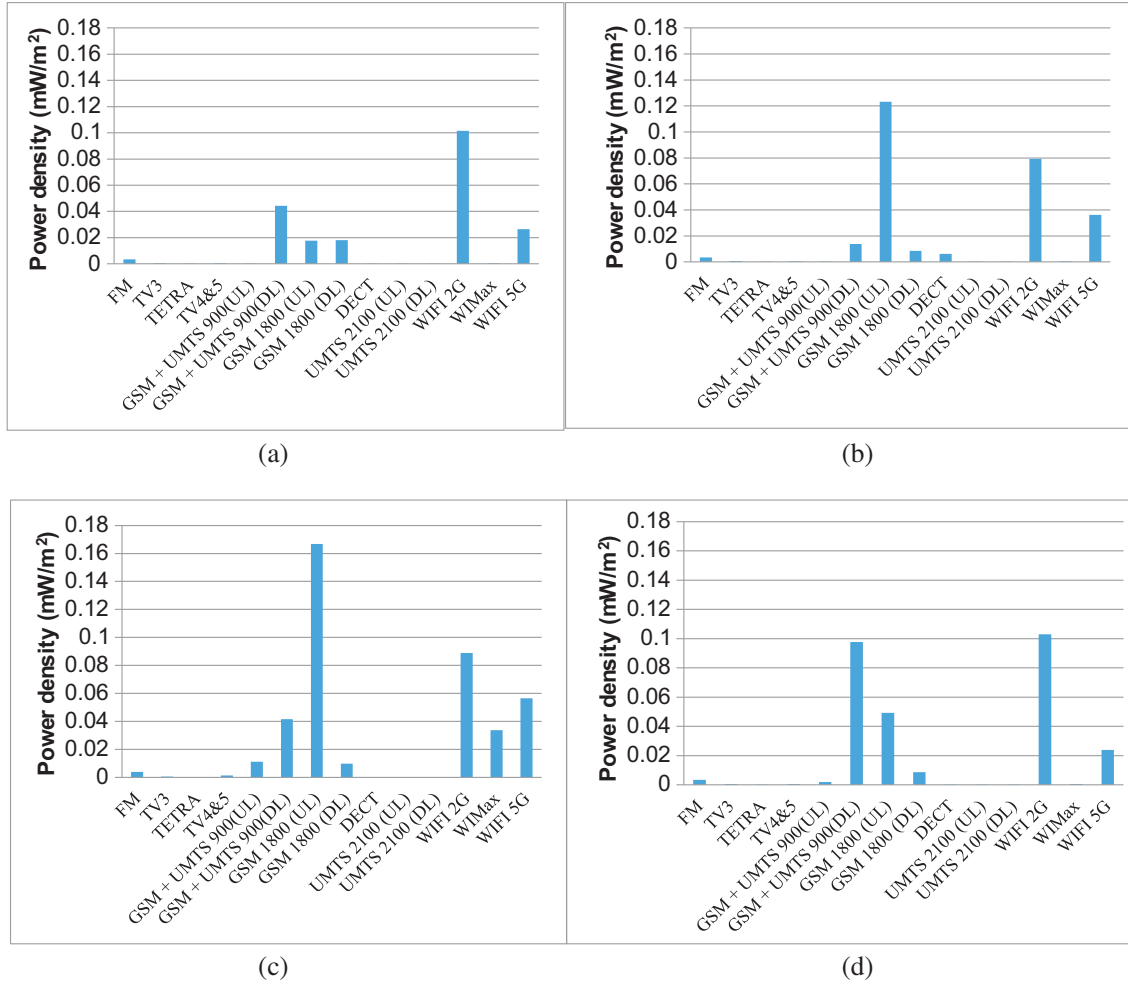 Power density (mW/m²)
0.18
0.16
0.14
0.12
0.1
0.08
0.06
0.04
0.02
0
FM
TV3
TETRA
TV4&5
GSM + UMTS 900(UL)
GSM + UMTS 900(DL)
GSM 1800 (UL)
GSM 1800 (DL)
DECT
UMTS 2100 (UL)
UMTS 2100 (DL)
WIFI 2G
WIMax
WIFI 5G
(a)
Power density (mW/m²)
0.18
0.16
0.14
0.12
0.1
0.08
0.06
0.04
0.02
0
FM
TV3
TETRA
TV4&5
GSM + UMTS 900(UL)
GSM + UMTS 900(DL)
GSM 1800 (UL)
GSM 1800 (DL)
DECT
UMTS 2100 (UL)
UMTS 2100 (DL)
WIFI 2G
WIMax
WIFI 5G
(b)
Power density (mW/m²)
0.18
0.16
0.14
0.12
0.1
0.08
0.06
0.04
0.02
0
FM
TV3
TETRA
TV4&5
GSM + UMTS 900(UL)
GSM + UMTS 900(DL)
GSM 1800 (UL)
GSM 1800 (DL)
DECT
UMTS 2100 (UL)
UMTS 2100 (DL)
WIFI 2G
WIMax
WIFI 5G
(c)
Power density (mW/m²)
0.18
0.16
0.14
0.12
0.1
0.08
0.06
0.04
0.02
0
FM
TV3
TETRA
TV4&5
GSM + UMTS 900(UL)
GSM + UMTS 900(DL)
GSM 1800 (UL)
GSM 1800 (DL)
DECT
UMTS 2100 (UL)
UMTS 2100 (DL)
WIFI 2G
WIMax
WIFI 5G
(d)